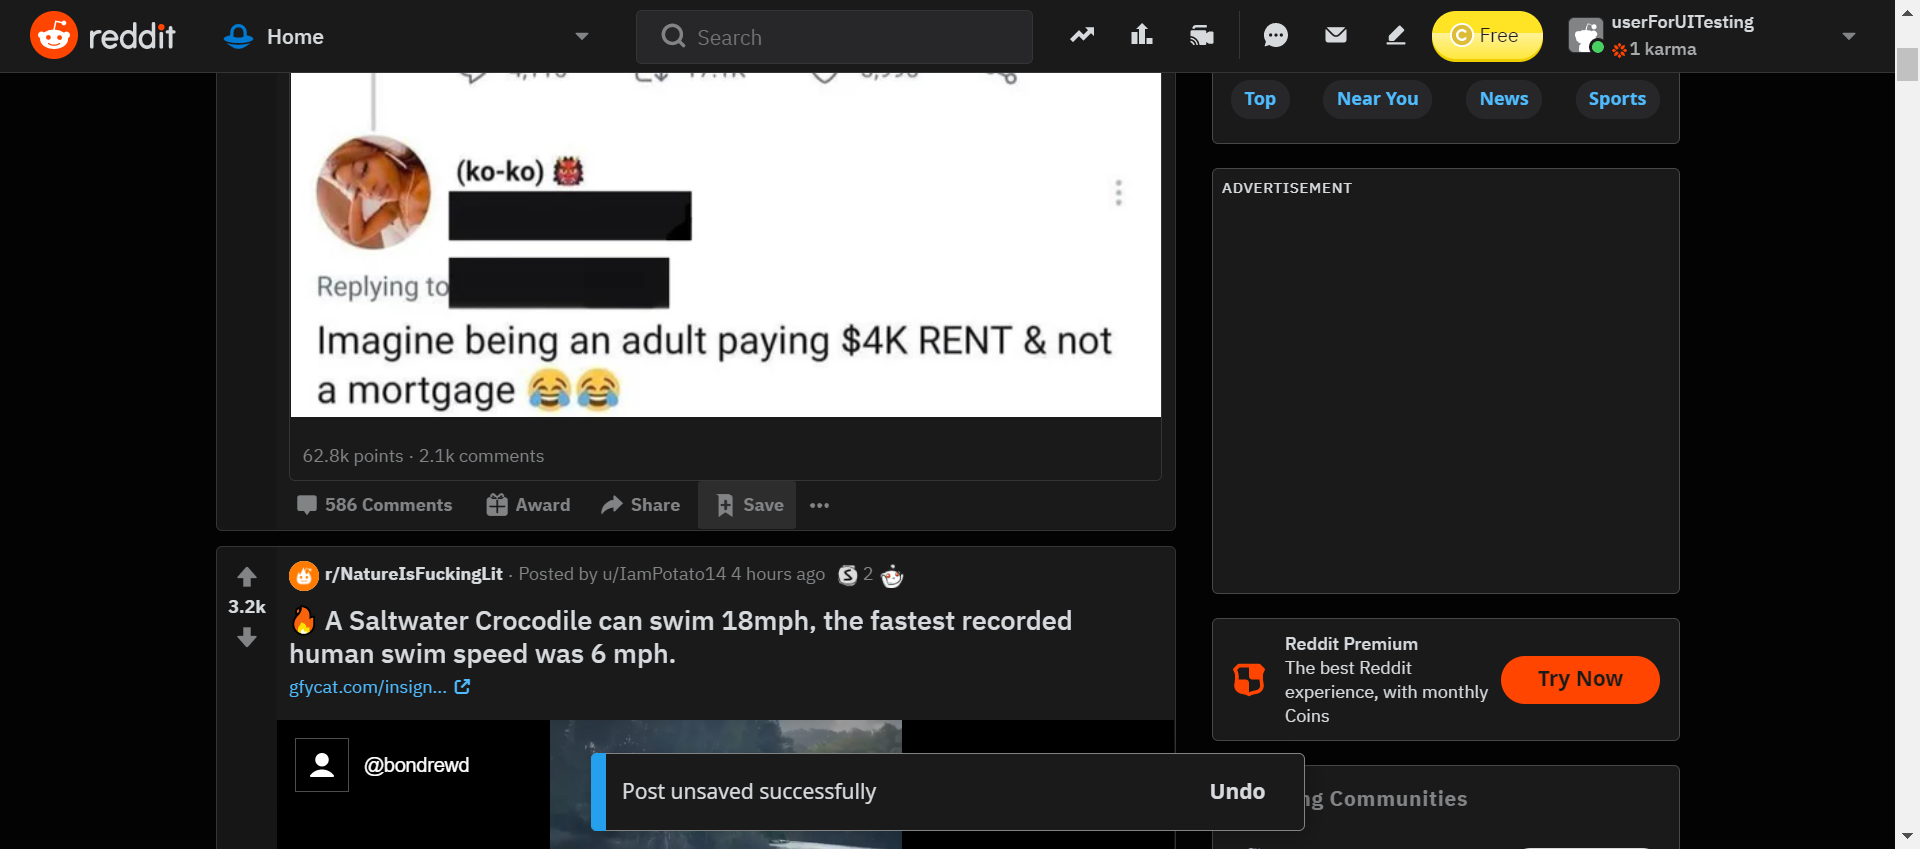 reddit
Home
Search
Free
userForUITesting
1 karma
Top
Near You
News
Sports
(ko-ko)
Replying to
Imagine being an adult paying $4K RENT & not
a mortgage 😂😂
62.8k points · 2.1k comments
586 Comments
Award
Share
Save
ADVERTISEMENT
r/NatureIsFuckingLit · Posted by u/IamPotato14 4 hours ago
2
3.2k
🔥 A Saltwater Crocodile can swim 18mph, the fastest recorded
human swim speed was 6 mph.
gfycat.com/insign...
@bondrewd
Reddit Premium
The best Reddit
experience, with monthly
Coins
Try Now
Post unsaved successfully
Undo
Communities